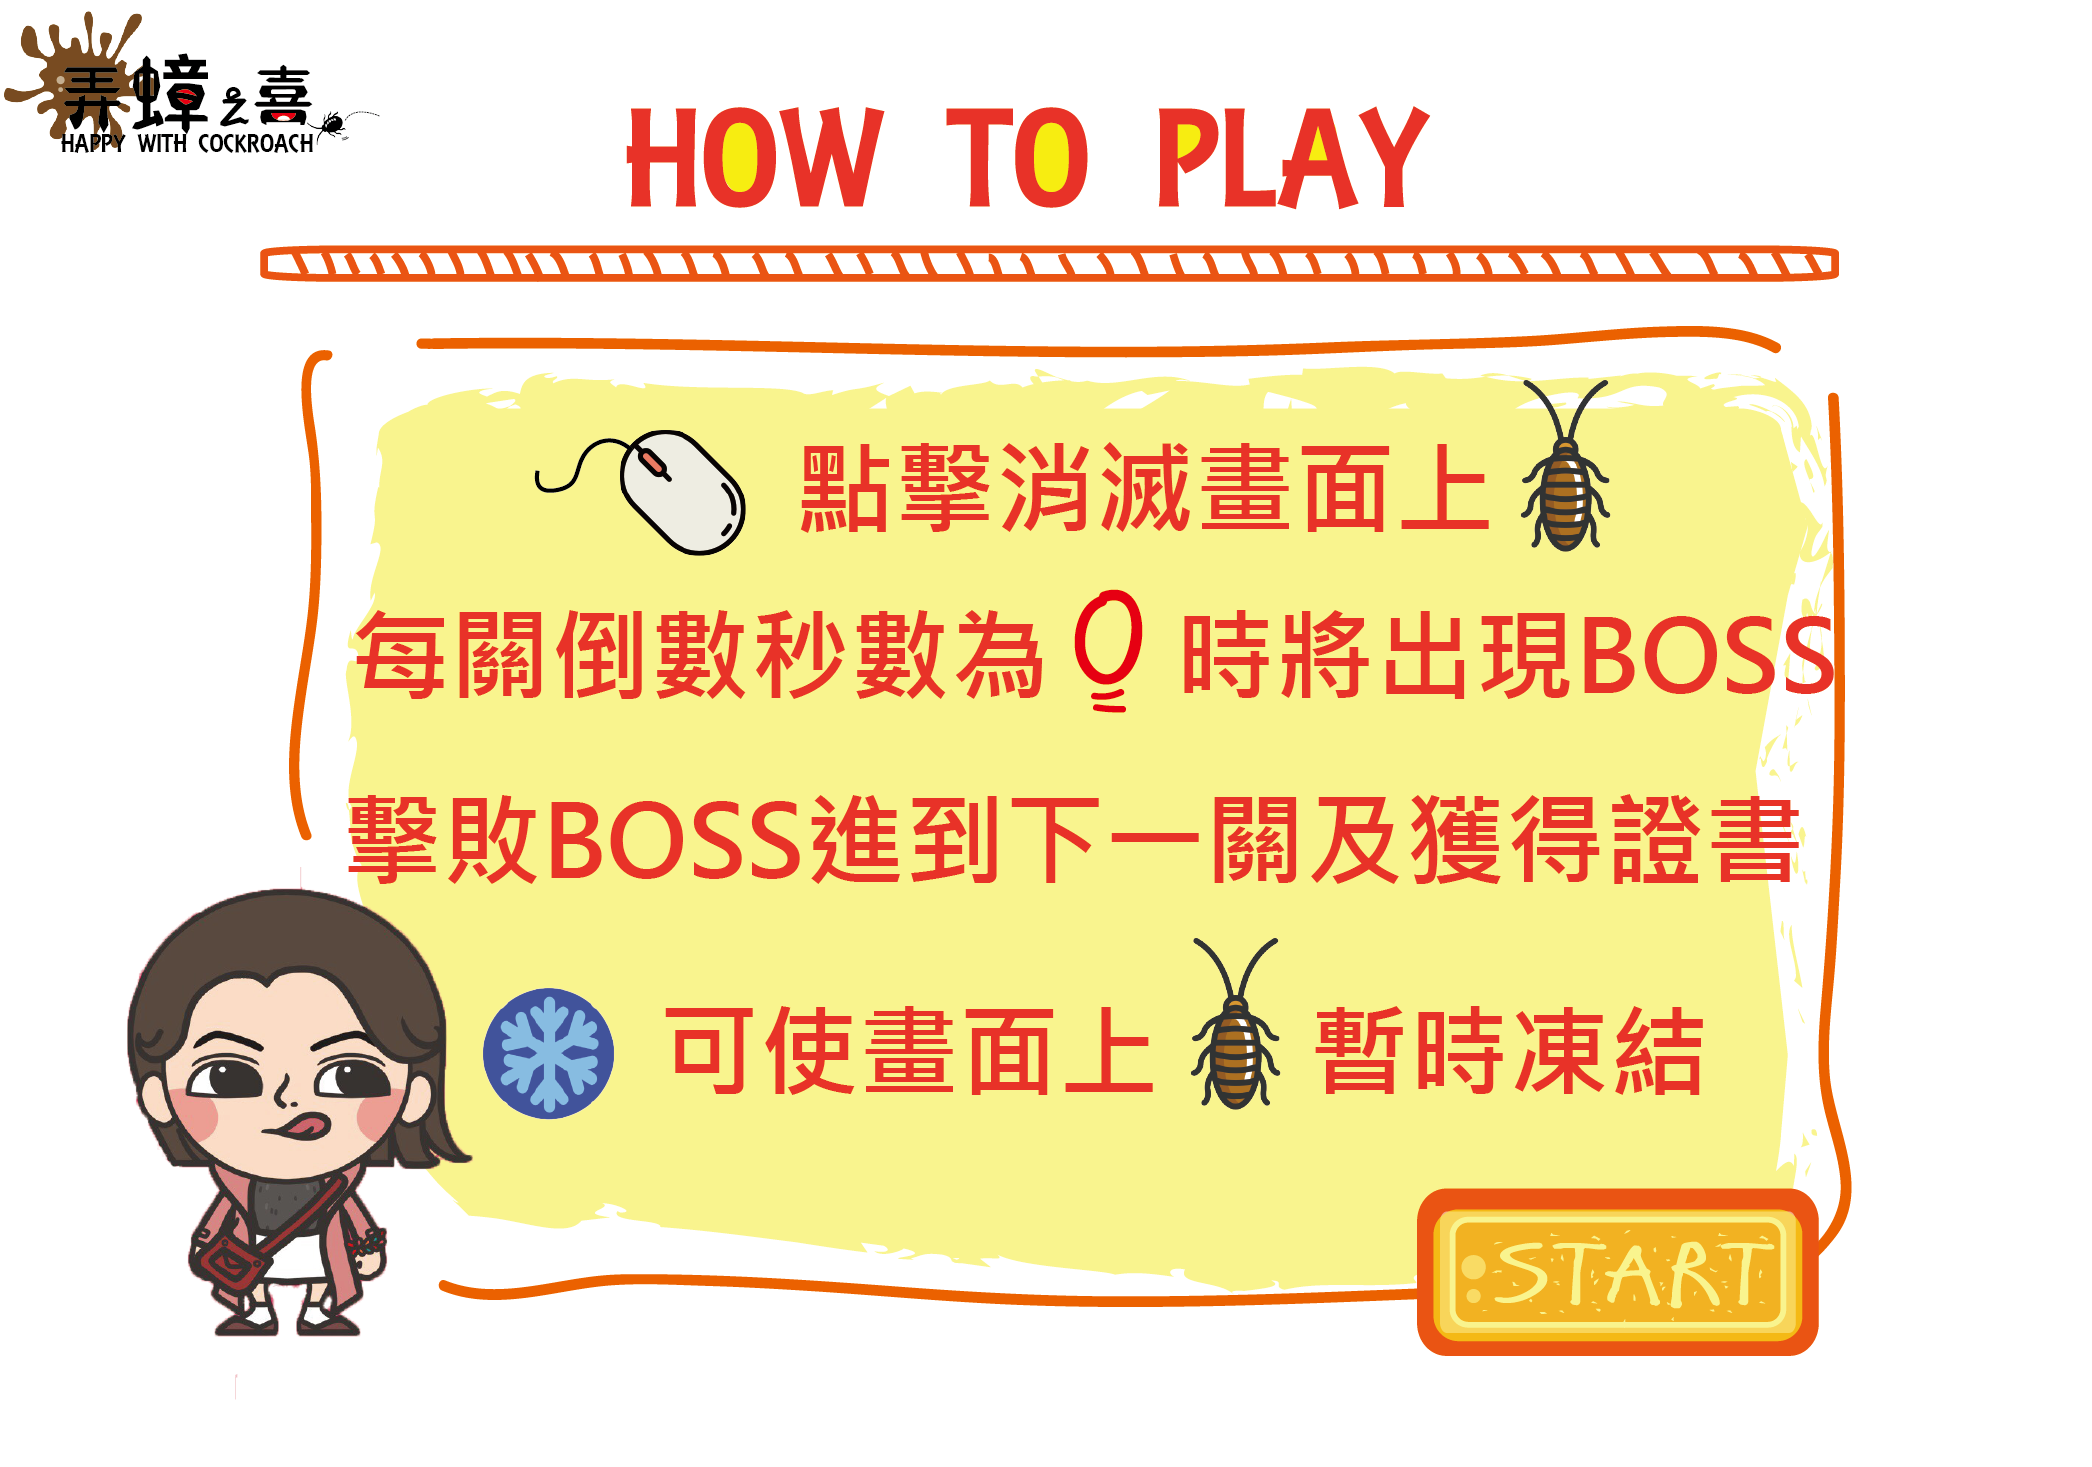 弄蟑之喜
HAPPY WITH COCKROACH
HOW TO PLAY
點擊消滅畫面上
每關倒數秒數為0時將出現BOSS
擊敗BOSS進到下一關及獲得證書
可使畫面上 暫時凍結
START